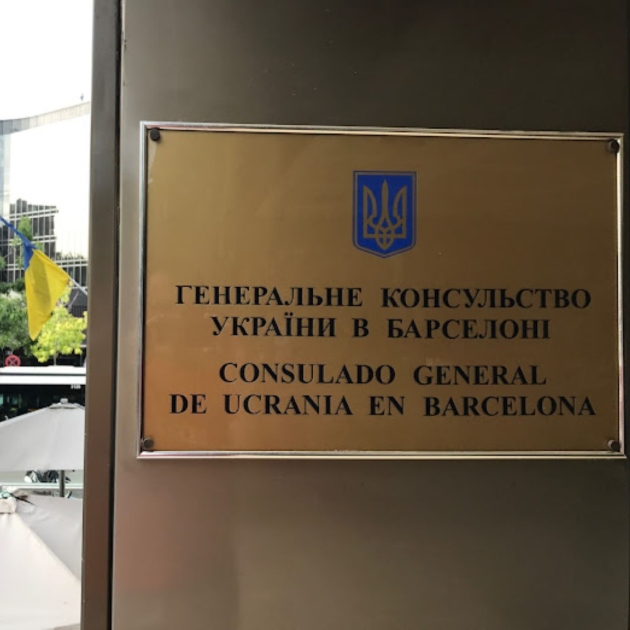 ГЕНЕРАЛЬНЕ КОНСУЛЬСТВО
УКРАЇНИ В БАРСЕЛОНІ
CONSULADO GENERAL
DE UCRANIA EN BARCELONA